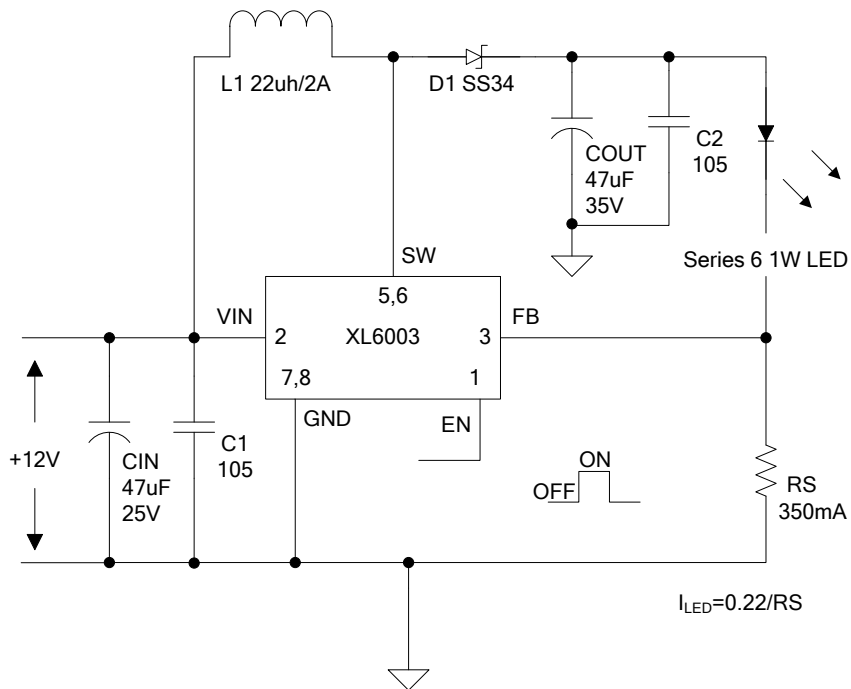 L1 22uh/2A
D1 SS34
COUT
47uF
35V
C2
105
SW
Series 6 1W LED
5,6
VIN
FB
2
XL6003
3
7,8
1
GND
EN
+12V
CIN
47uF
25V
C1
105
ON
OFF
RS
350mA
I_LED=0.22/RS